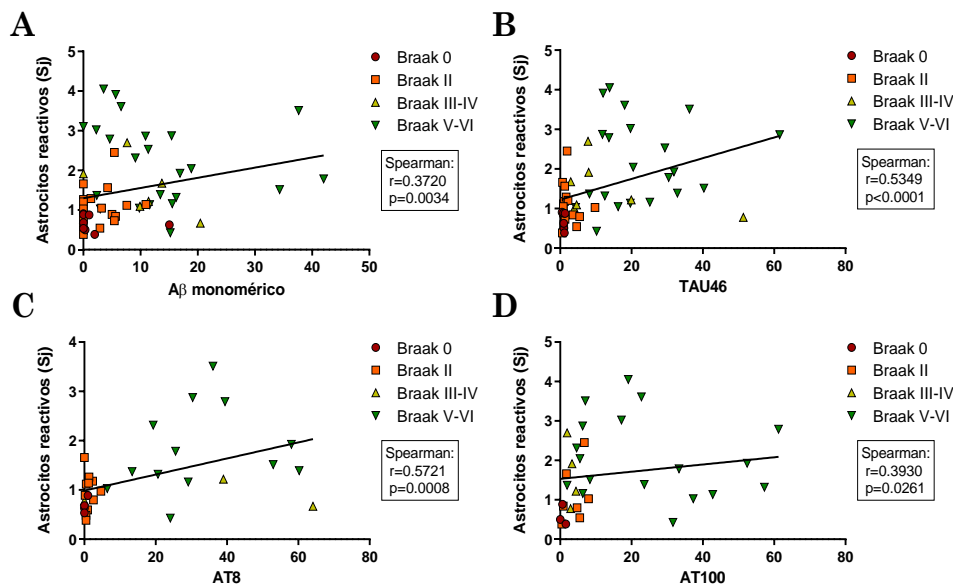 A
Astrocitos reactivos (Sj)
5
4
3
2
1
0
0
10
20
30
40
50
Aβ monomérico
Braak 0
Braak II
Braak III-IV
Braak V-VI
Spearman:
r=0.3720
p=0.0034
B
Astrocitos reactivos (Sj)
5
4
3
2
1
0
0
20
40
60
80
TAU46
Braak 0
Braak II
Braak III-IV
Braak V-VI
Spearman:
r=0.5349
p<0.0001
C
Astrocitos reactivos (Sj)
4
3
2
1
0
0
20
40
60
80
AT8
Braak 0
Braak II
Braak III-IV
Braak V-VI
Spearman:
r=0.5721
p=0.0008
D
Astrocitos reactivos (Sj)
5
4
3
2
1
0
0
20
40
60
80
AT100
Braak 0
Braak II
Braak III-IV
Braak V-VI
Spearman:
r=0.3930
p=0.0261